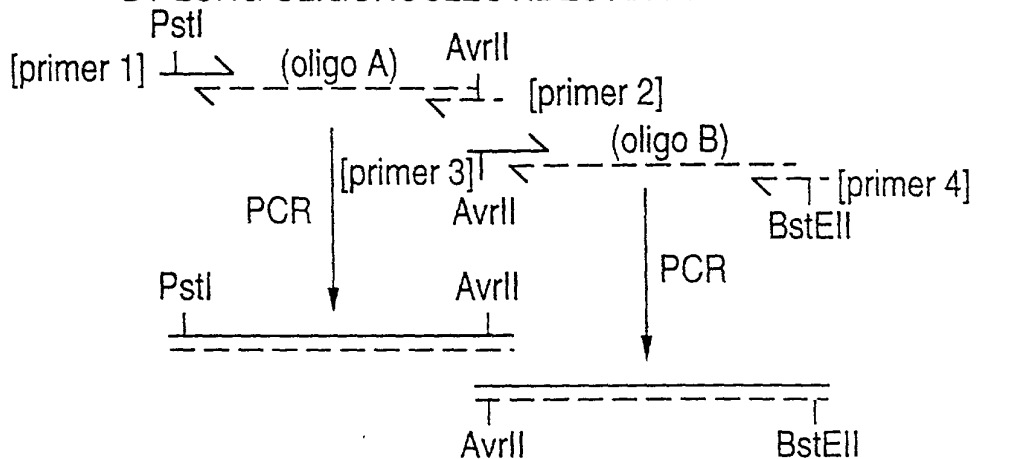 PstI
[primer 1]
(oligo A)
AvrII
[primer 2]
(oligo B)
[primer 3]
[primer 4]
PCR
AvrII
BstEII
PstI
AvrII
PCR
AvrII
BstEII